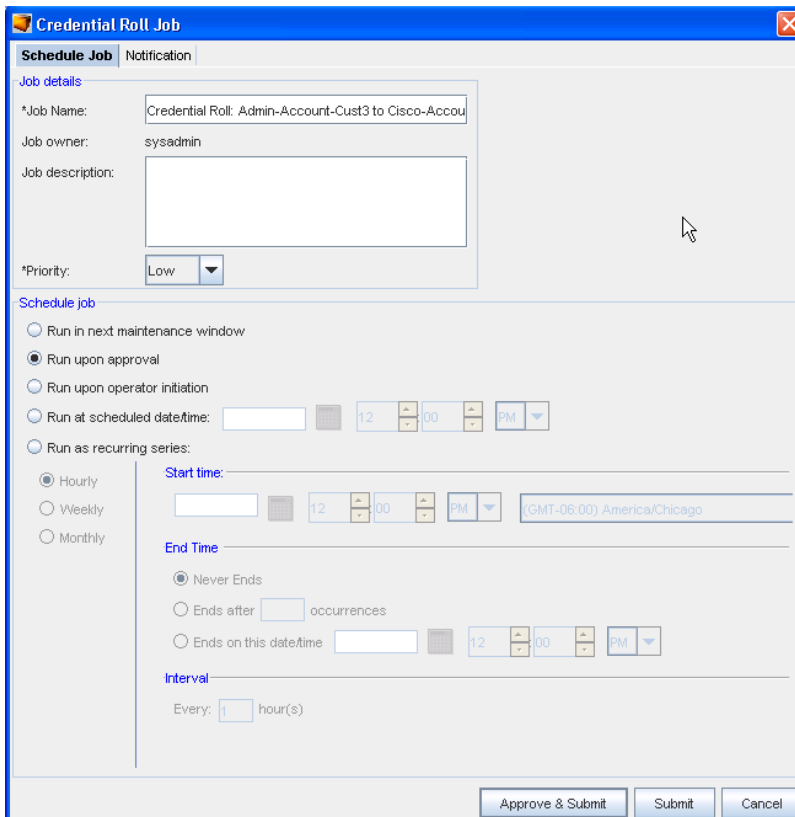 Credential Roll Job
Schedule Job Notification
Job details
*Job Name: Credential Roll: Admin-Account-Cust3 to Cisco-Accou
Job owner: sysadmin
Job description:
*Priority: Low
Schedule job
Run in next maintenance window
Run upon approval
Run upon operator initiation
Run at scheduled date/time: 12 : 00 PM
Run as recurring series:
Hourly
Weekly
Monthly
Start time:
12 : 00 PM (GMT-06:00) America/Chicago
End Time
Never Ends
Ends after occurrences
Ends on this date/time 12 : 00 PM
Interval
Every: 1 hour(s)
Approve & Submit Submit Cancel